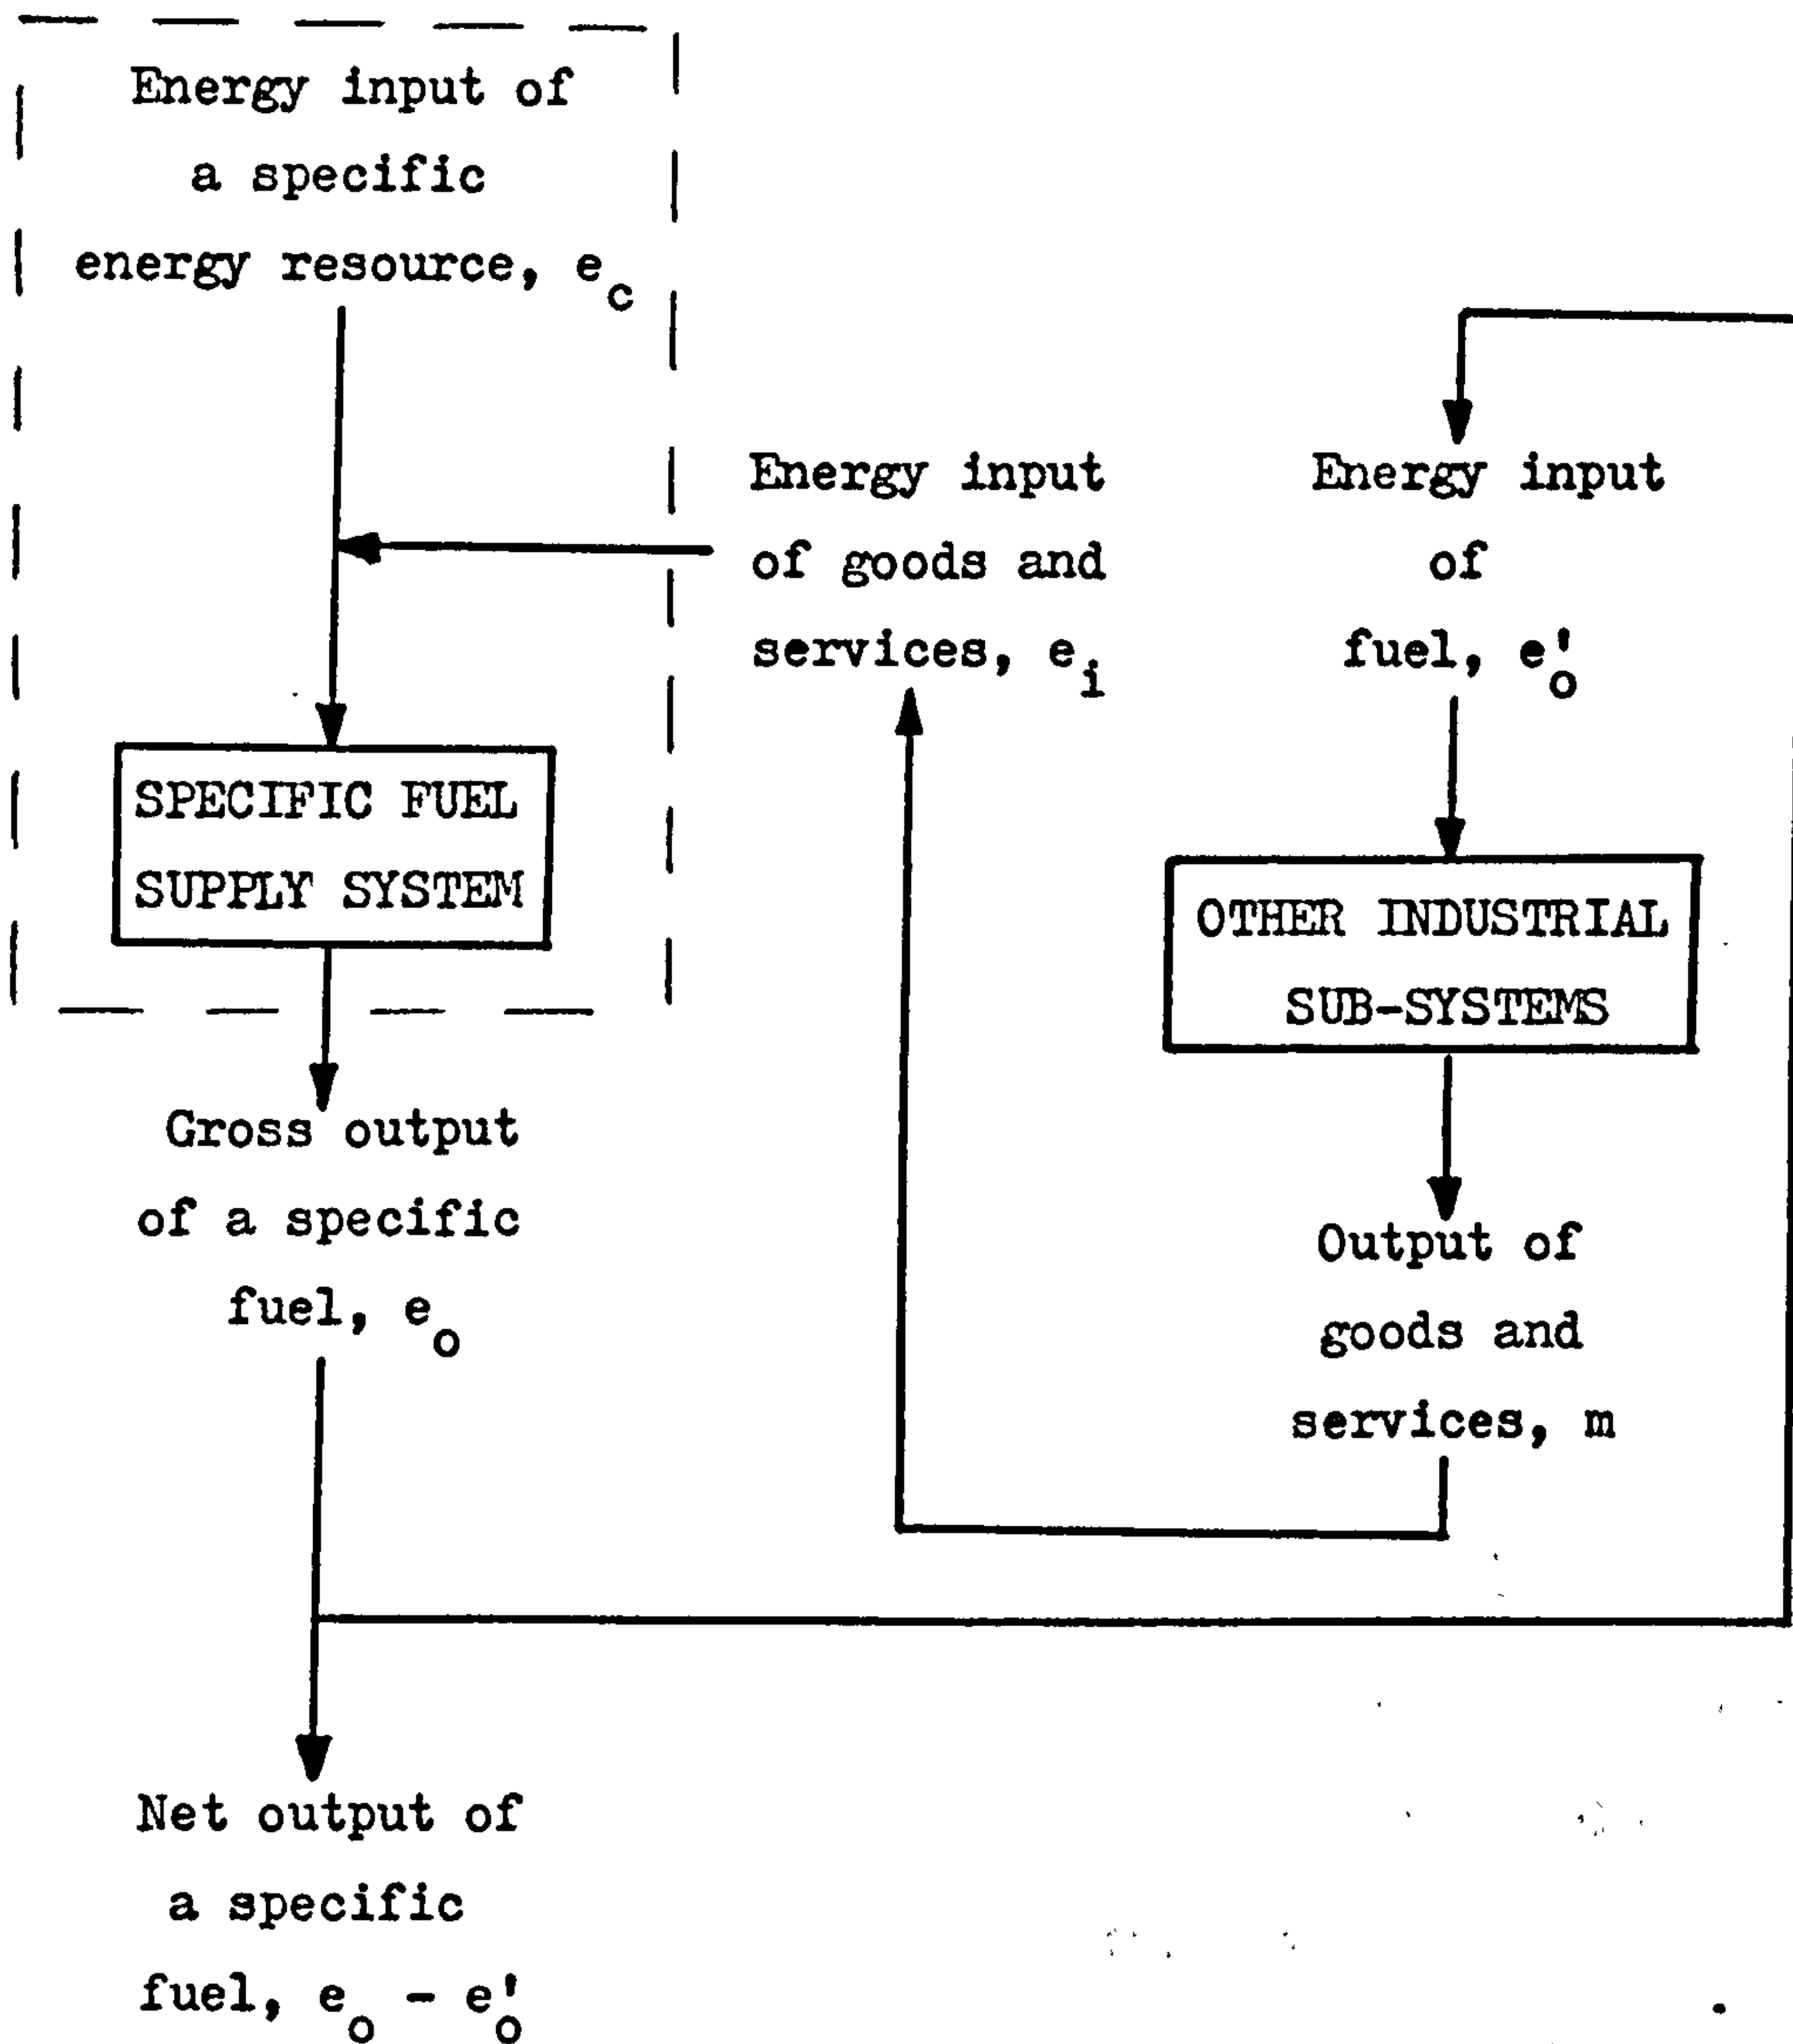 Energy input of
a specific
energy resource, e_c
Energy input
of goods and
services, e_i
Energy input
of
fuel, e'_o
SPECIFIC FUEL
SUPPLY SYSTEM
OTHER INDUSTRIAL
SUB-SYSTEMS
Gross output
of a specific
fuel, e_o
Output of
goods and
services, m
Net output of
a specific
fuel, e_o - e'_o